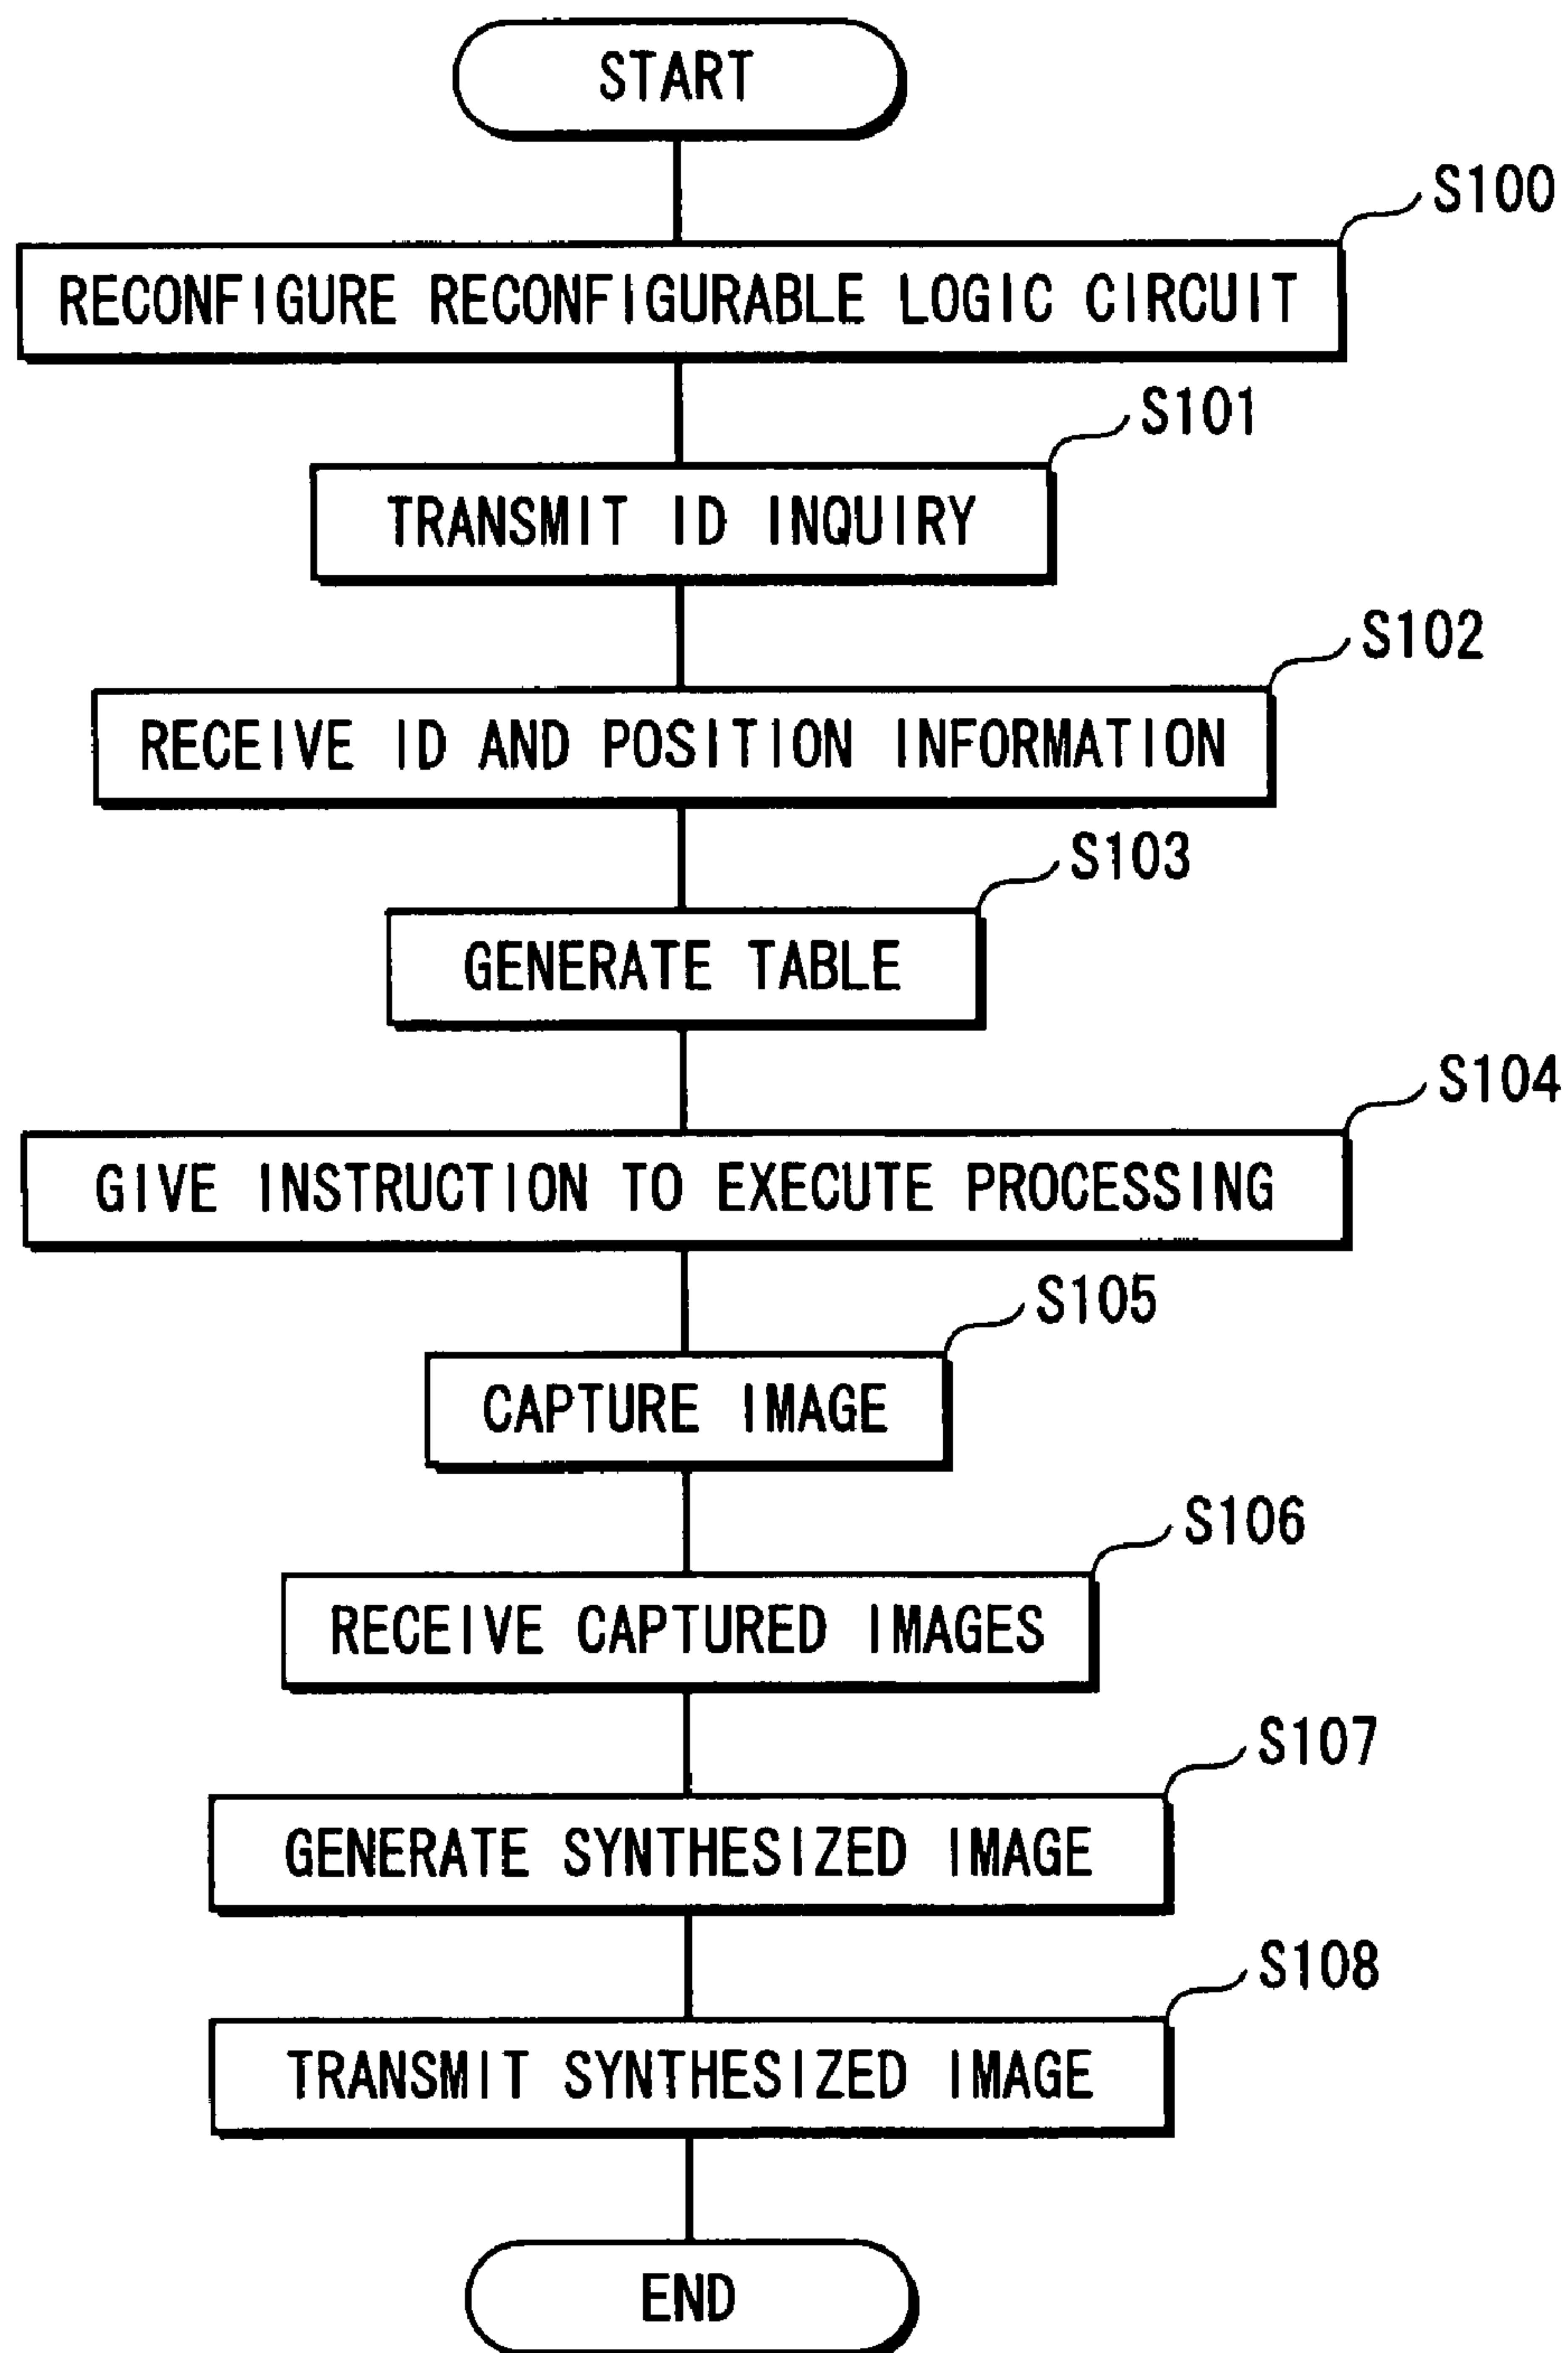 START
S100
RECONFIGURE RECONFIGURABLE LOGIC CIRCUIT
S101
TRANSMIT ID INQUIRY
S102
RECEIVE ID AND POSITION INFORMATION
S103
GENERATE TABLE
S104
GIVE INSTRUCTION TO EXECUTE PROCESSING
S105
CAPTURE IMAGE
S106
RECEIVE CAPTURED IMAGES
S107
GENERATE SYNTHESIZED IMAGE
S108
TRANSMIT SYNTHESIZED IMAGE
END